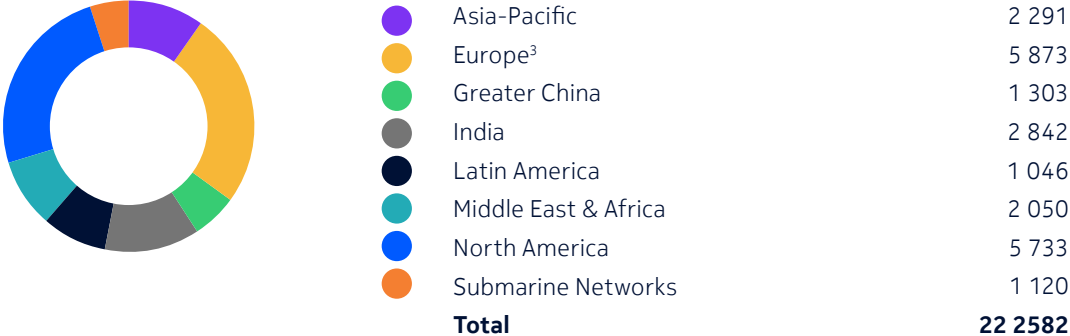 Asia-Pacific 2 291
Europe³ 5 873
Greater China 1 303
India 2 842
Latin America 1 046
Middle East & Africa 2 050
North America 5 733
Submarine Networks 1 120
Total 22 2582